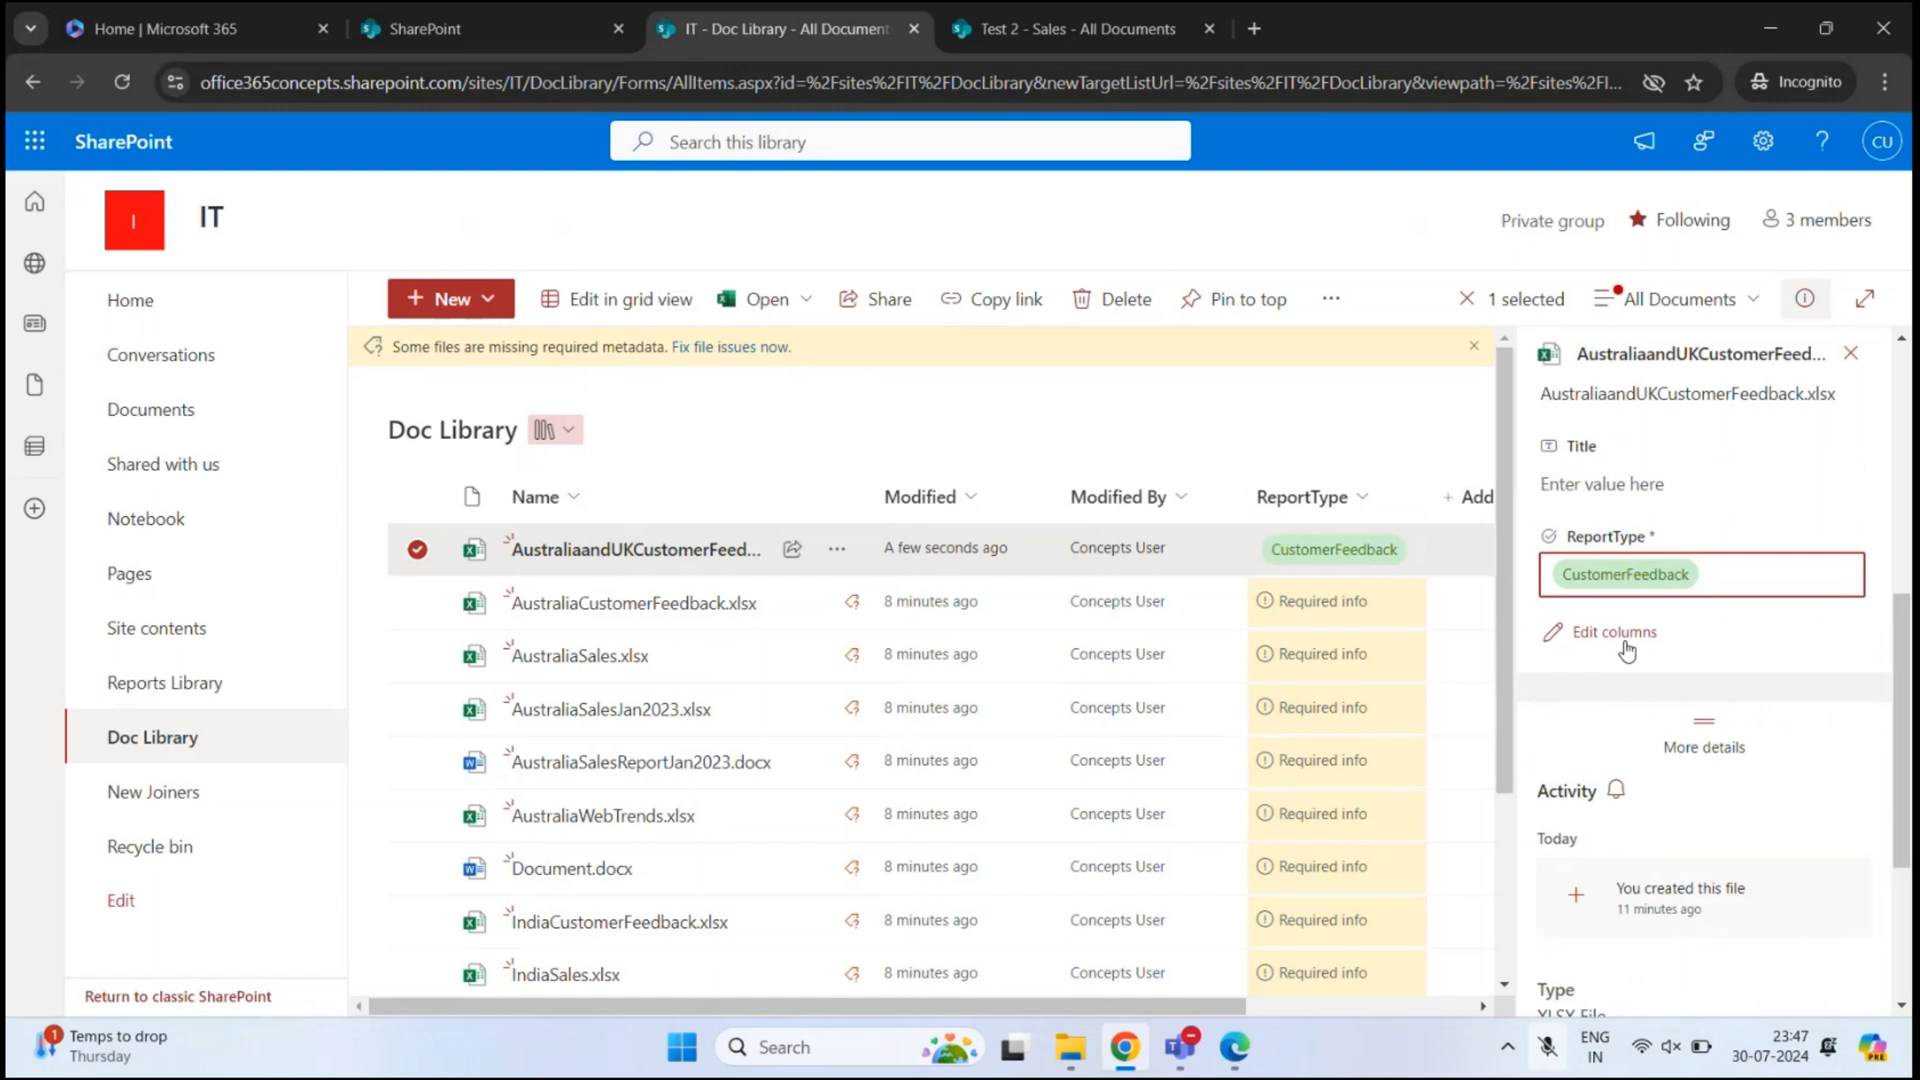 Home | Microsoft 365
SharePoint
IT - Doc Library - All Document
Test 2 - Sales - All Documents
office365concepts.sharepoint.com/sites/IT/DocLibrary/Forms/AllItems.aspx?id=%2Fsites%2FIT%2FDocLibrary&newTargetListUrl=%2Fsites%2FIT%2FDocLibrary&viewpath=%2Fsites%2FI...
Incognito
SharePoint
Search this library
CU
I
IT
Private group
Following
3 members
Home
Conversations
Documents
Shared with us
Notebook
Pages
Site contents
Reports Library
Doc Library
New Joiners
Recycle bin
Edit
Return to classic SharePoint
+ New
Edit in grid view
Open
Share
Copy link
Delete
Pin to top
...
1 selected
All Documents
Some files are missing required metadata. Fix file issues now.
Doc Library
Name Modified Modified By ReportType + Add
AustraliaandUKCustomerFeed... A few seconds ago Concepts User CustomerFeedback
AustraliaCustomerFeedback.xlsx 8 minutes ago Concepts User Required info
AustraliaSales.xlsx 8 minutes ago Concepts User Required info
AustraliaSalesJan2023.xlsx 8 minutes ago Concepts User Required info
AustraliaSalesReportJan2023.docx 8 minutes ago Concepts User Required info
AustraliaWebTrends.xlsx 8 minutes ago Concepts User Required info
Document.docx 8 minutes ago Concepts User Required info
IndiaCustomerFeedback.xlsx 8 minutes ago Concepts User Required info
IndiaSales.xlsx 8 minutes ago Concepts User Required info
AustraliaandUKCustomerFeed...
AustraliaandUKCustomerFeedback.xlsx
Title
Enter value here
ReportType *
CustomerFeedback
Edit columns
More details
Activity
Today
You created this file
11 minutes ago
Type
XLSX File
1
Temps to drop
Thursday
Search
ENG
IN
23:47
30-07-2024
PRE